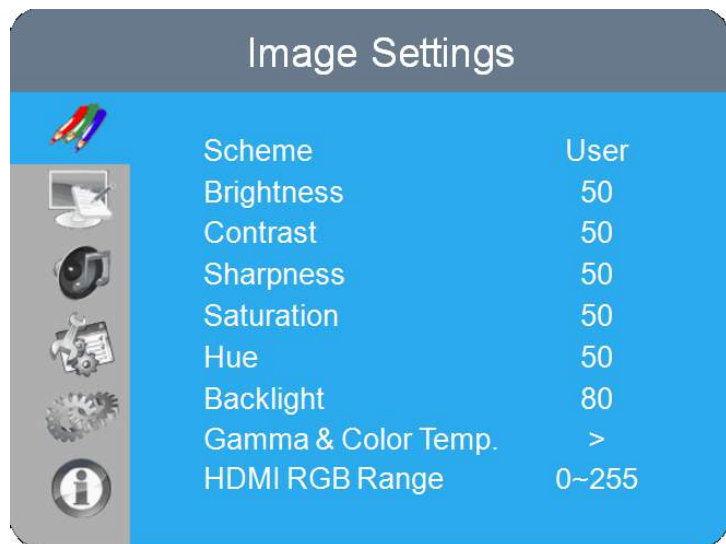 Image Settings
Scheme User
Brightness 50
Contrast 50
Sharpness 50
Saturation 50
Hue 50
Backlight 80
Gamma & Color Temp. >
HDMI RGB Range 0~255